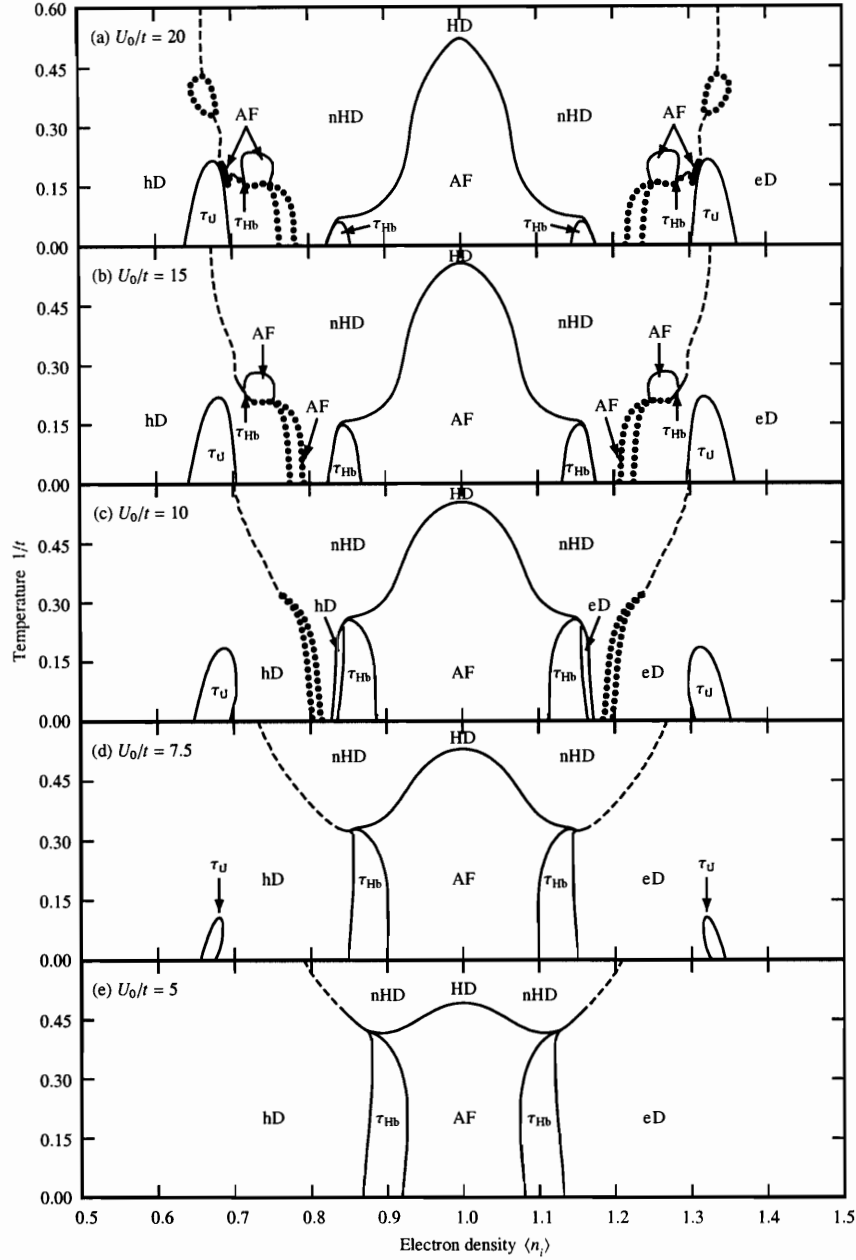 0.60
HD
(a) U₀/t = 20
0.45
AF
nHD
nHD
AF
0.30
hD
AF
eD
0.15
τU
τHb
τHb
τHb
τHb
τU
0.00
HD
(b) U₀/t = 15
0.45
nHD
nHD
AF
AF
0.30
hD
AF
AF
AF
eD
0.15
τHb
τHb
τU
τHb
τHb
τU
0.00
HD
(c) U₀/t = 10
0.45
nHD
nHD
0.30
hD
eD
0.15
hD
τHb
AF
τHb
eD
τU
τU
0.00
HD
(d) U₀/t = 7.5
nHD
nHD
0.45
0.30
τU
hD
τHb
AF
τHb
eD
τU
0.15
0.00
(e) U₀/t = 5
nHD
HD
nHD
0.45
0.30
hD
τHb
AF
τHb
eD
0.15
0.00
0.5 0.6 0.7 0.8 0.9 1.0 1.1 1.2 1.3 1.4 1.5
Electron density ⟨nᵢ⟩
Temperature 1/t